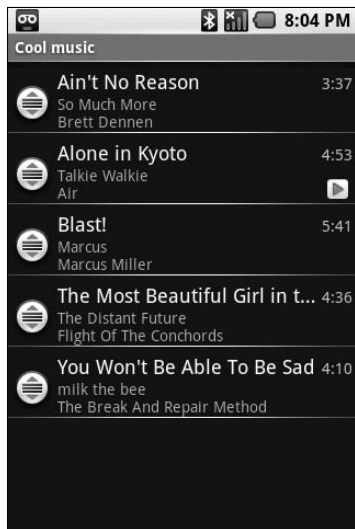 8:04 PM
Cool music
Ain't No Reason 3:37
So Much More
Brett Dennen
Alone in Kyoto 4:53
Talkie Walkie
Air
Blast! 5:41
Marcus
Marcus Miller
The Most Beautiful Girl in t... 4:36
The Distant Future
Flight Of The Conchords
You Won't Be Able To Be Sad 4:10
milk the bee
The Break And Repair Method